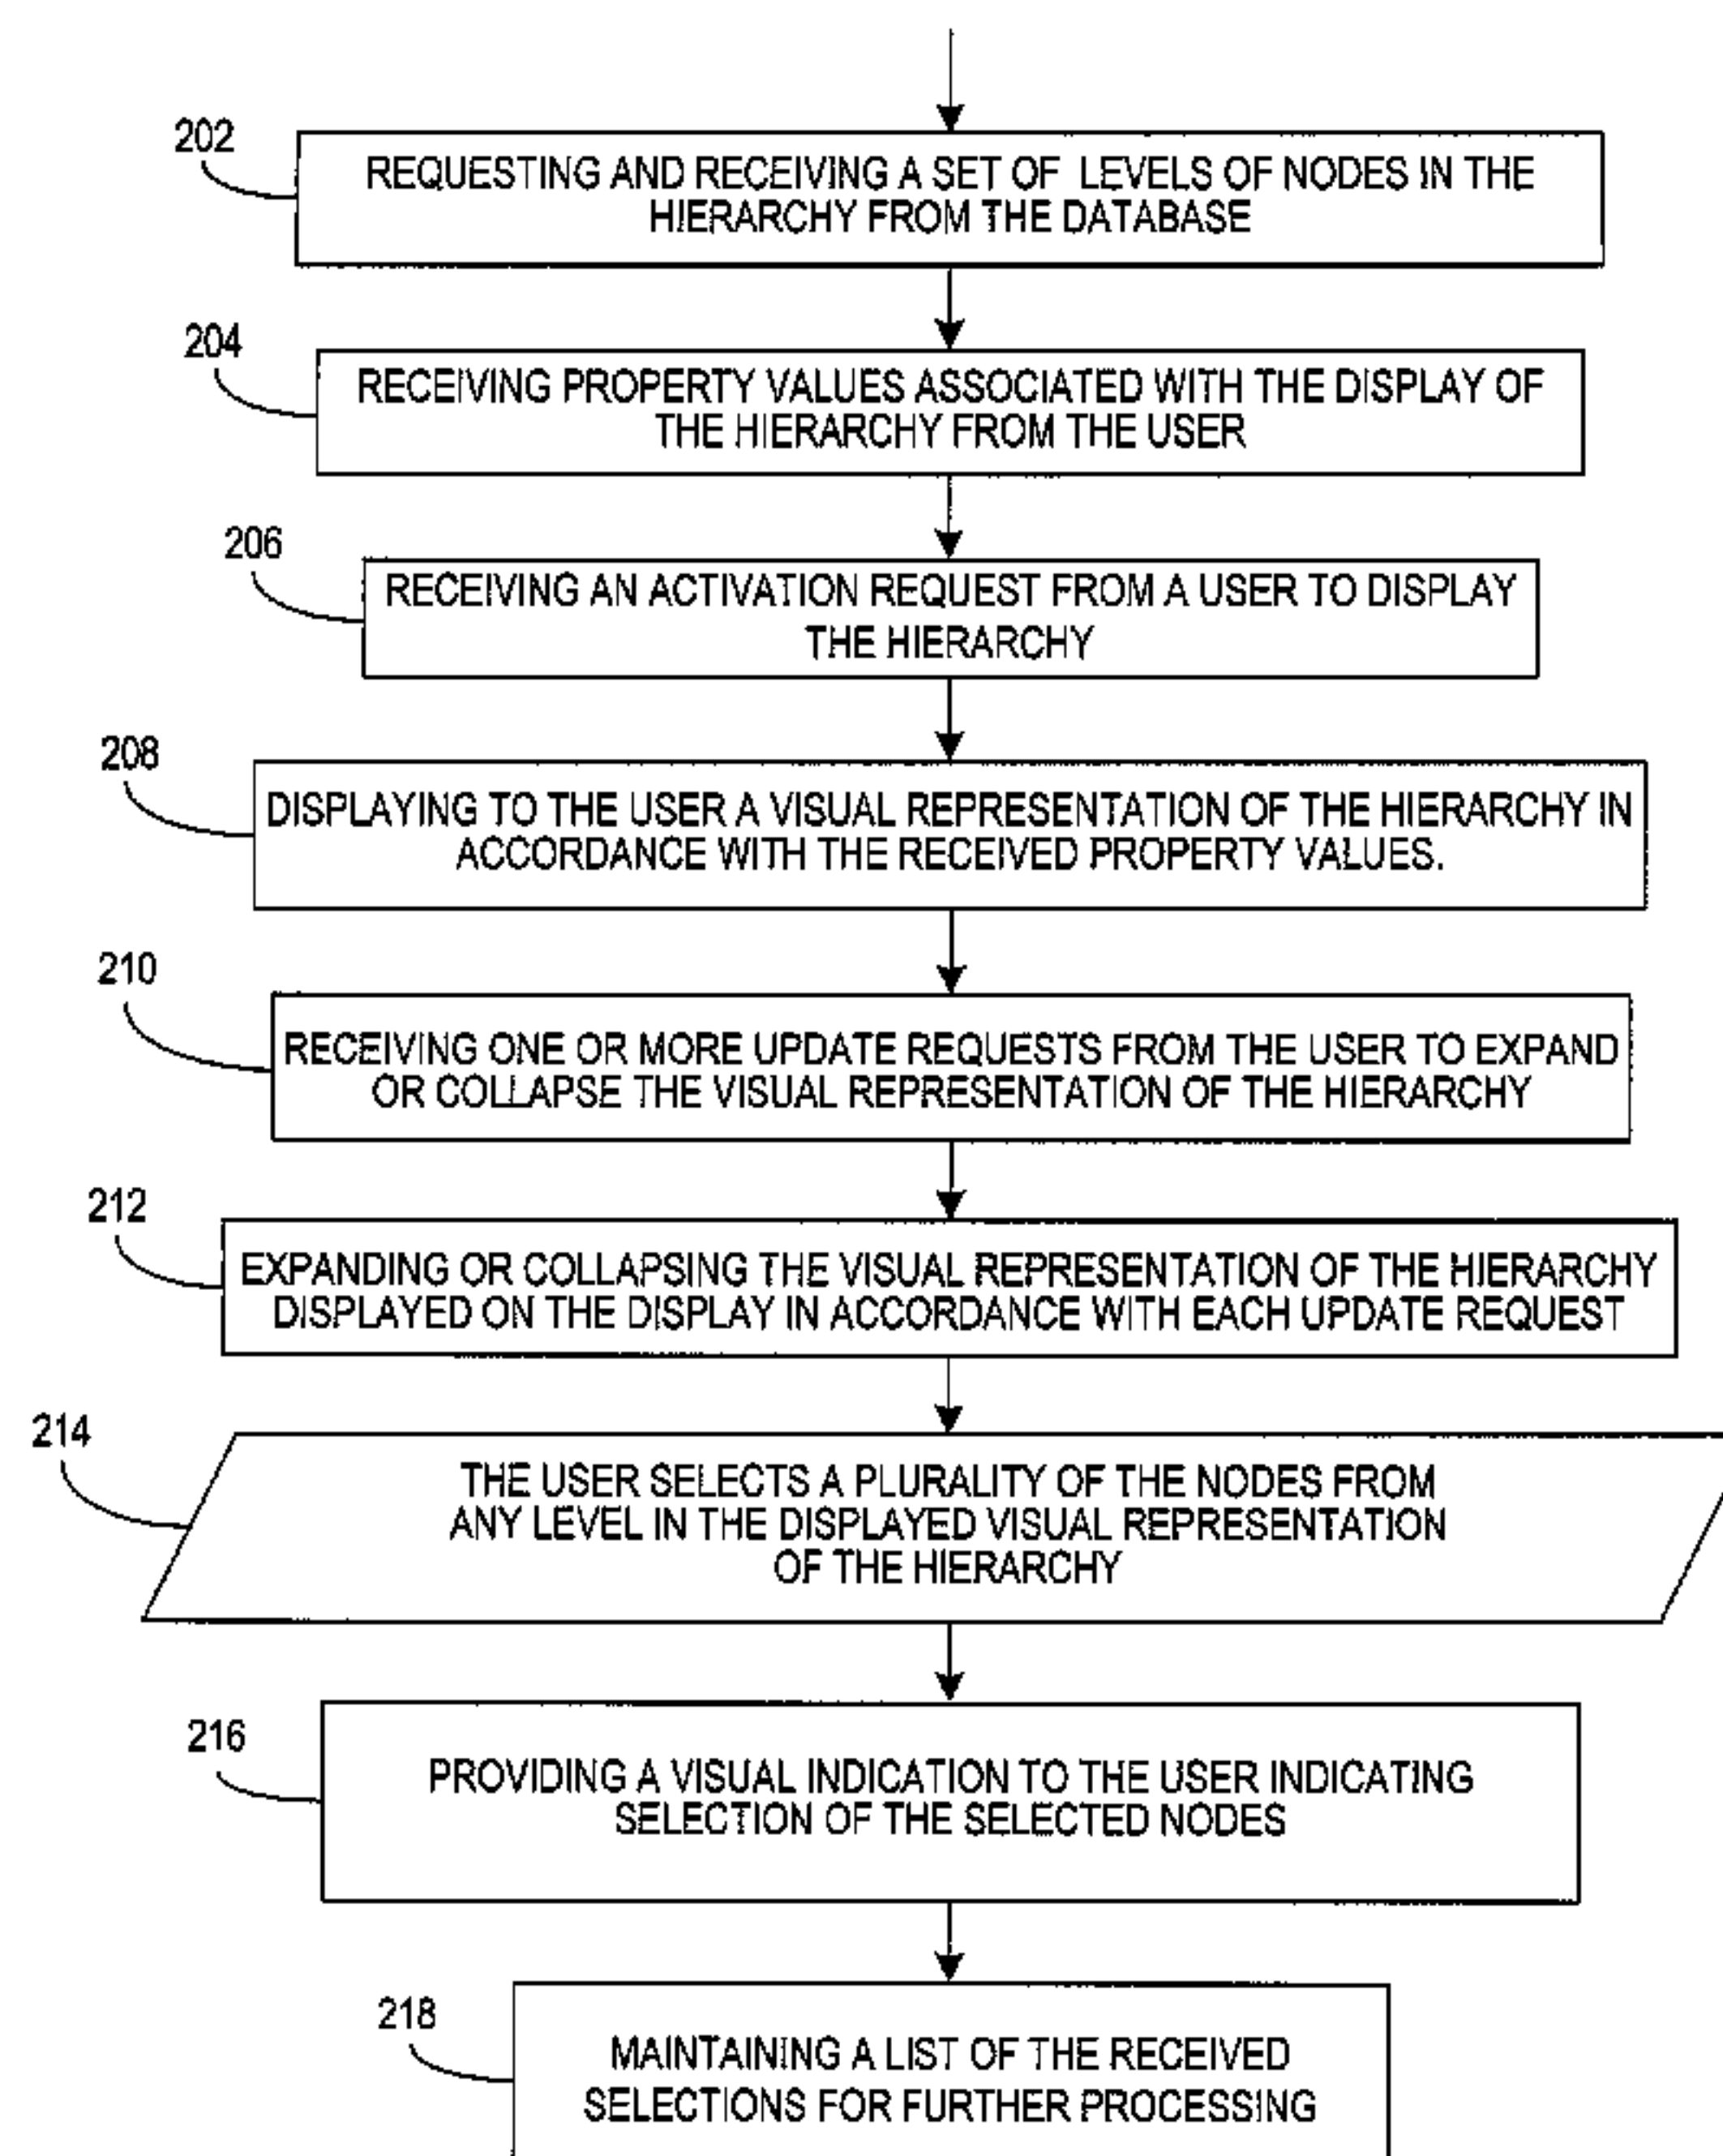 202
REQUESTING AND RECEIVING A SET OF LEVELS OF NODES IN THE
HIERARCHY FROM THE DATABASE
204
RECEIVING PROPERTY VALUES ASSOCIATED WITH THE DISPLAY OF
THE HIERARCHY FROM THE USER
206
RECEIVING AN ACTIVATION REQUEST FROM A USER TO DISPLAY
THE HIERARCHY
208
DISPLAYING TO THE USER A VISUAL REPRESENTATION OF THE HIERARCHY IN
ACCORDANCE WITH THE RECEIVED PROPERTY VALUES.
210
RECEIVING ONE OR MORE UPDATE REQUESTS FROM THE USER TO EXPAND
OR COLLAPSE THE VISUAL REPRESENTATION OF THE HIERARCHY
212
EXPANDING OR COLLAPSING THE VISUAL REPRESENTATION OF THE HIERARCHY
DISPLAYED ON THE DISPLAY IN ACCORDANCE WITH EACH UPDATE REQUEST
214
THE USER SELECTS A PLURALITY OF THE NODES FROM
ANY LEVEL IN THE DISPLAYED VISUAL REPRESENTATION
OF THE HIERARCHY
216
PROVIDING A VISUAL INDICATION TO THE USER INDICATING
SELECTION OF THE SELECTED NODES
218
MAINTAINING A LIST OF THE RECEIVED
SELECTIONS FOR FURTHER PROCESSING